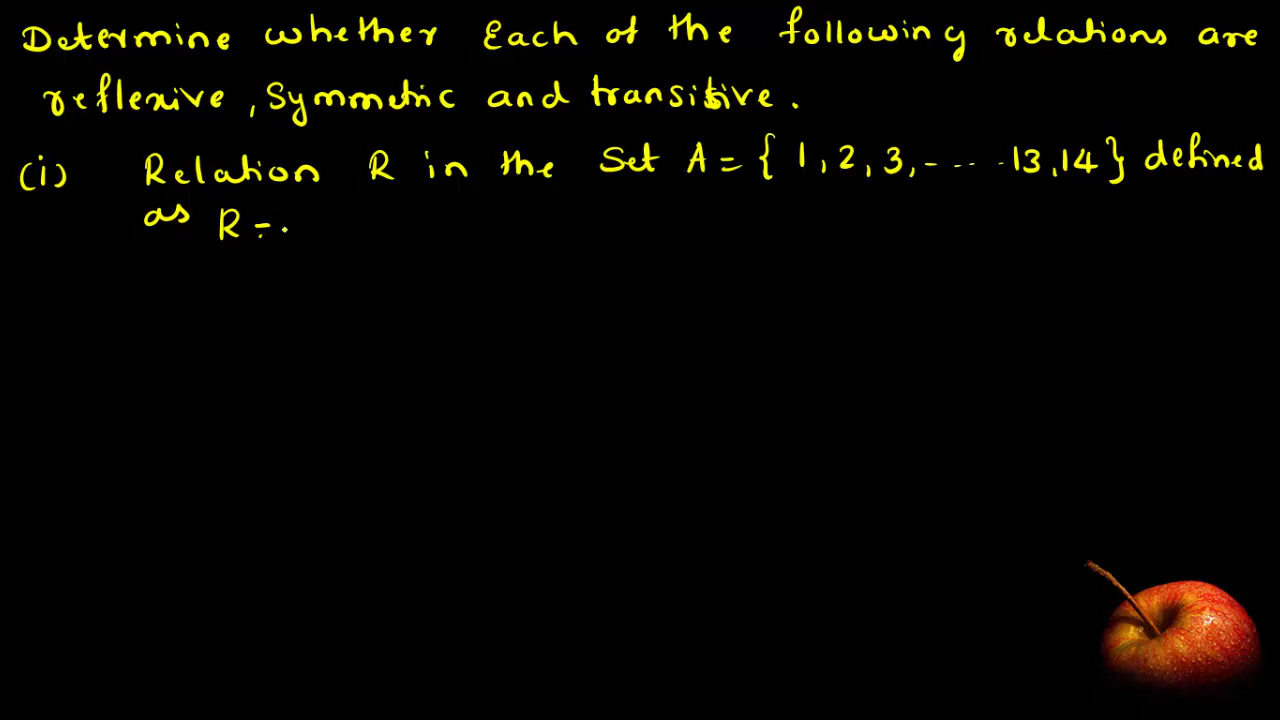 Determine whether Each of the following relations are
reflexive, Symmetric and transitive.
(i) Relation R in the Set A = { 1, 2, 3, - ... .13, 14 } defined
as R =